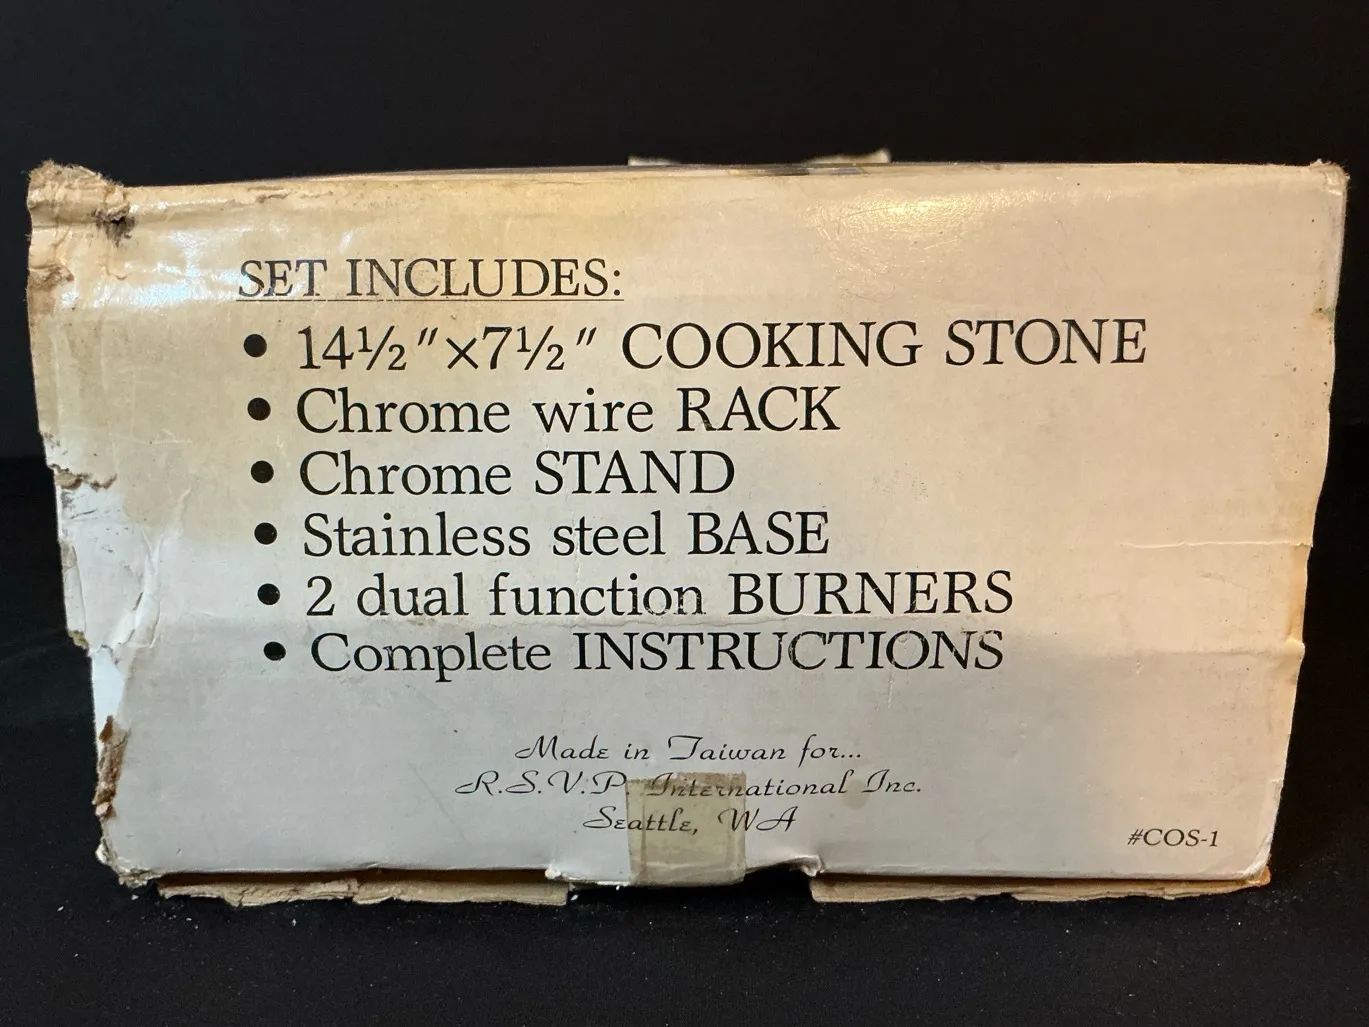 SET INCLUDES:
• 14½"×7½" COOKING STONE
• Chrome wire RACK
• Chrome STAND
• Stainless steel BASE
• 2 dual function BURNERS
• Complete INSTRUCTIONS
Made in Taiwan for...
R.S.V.P. International Inc.
Seattle, WA
#COS-1